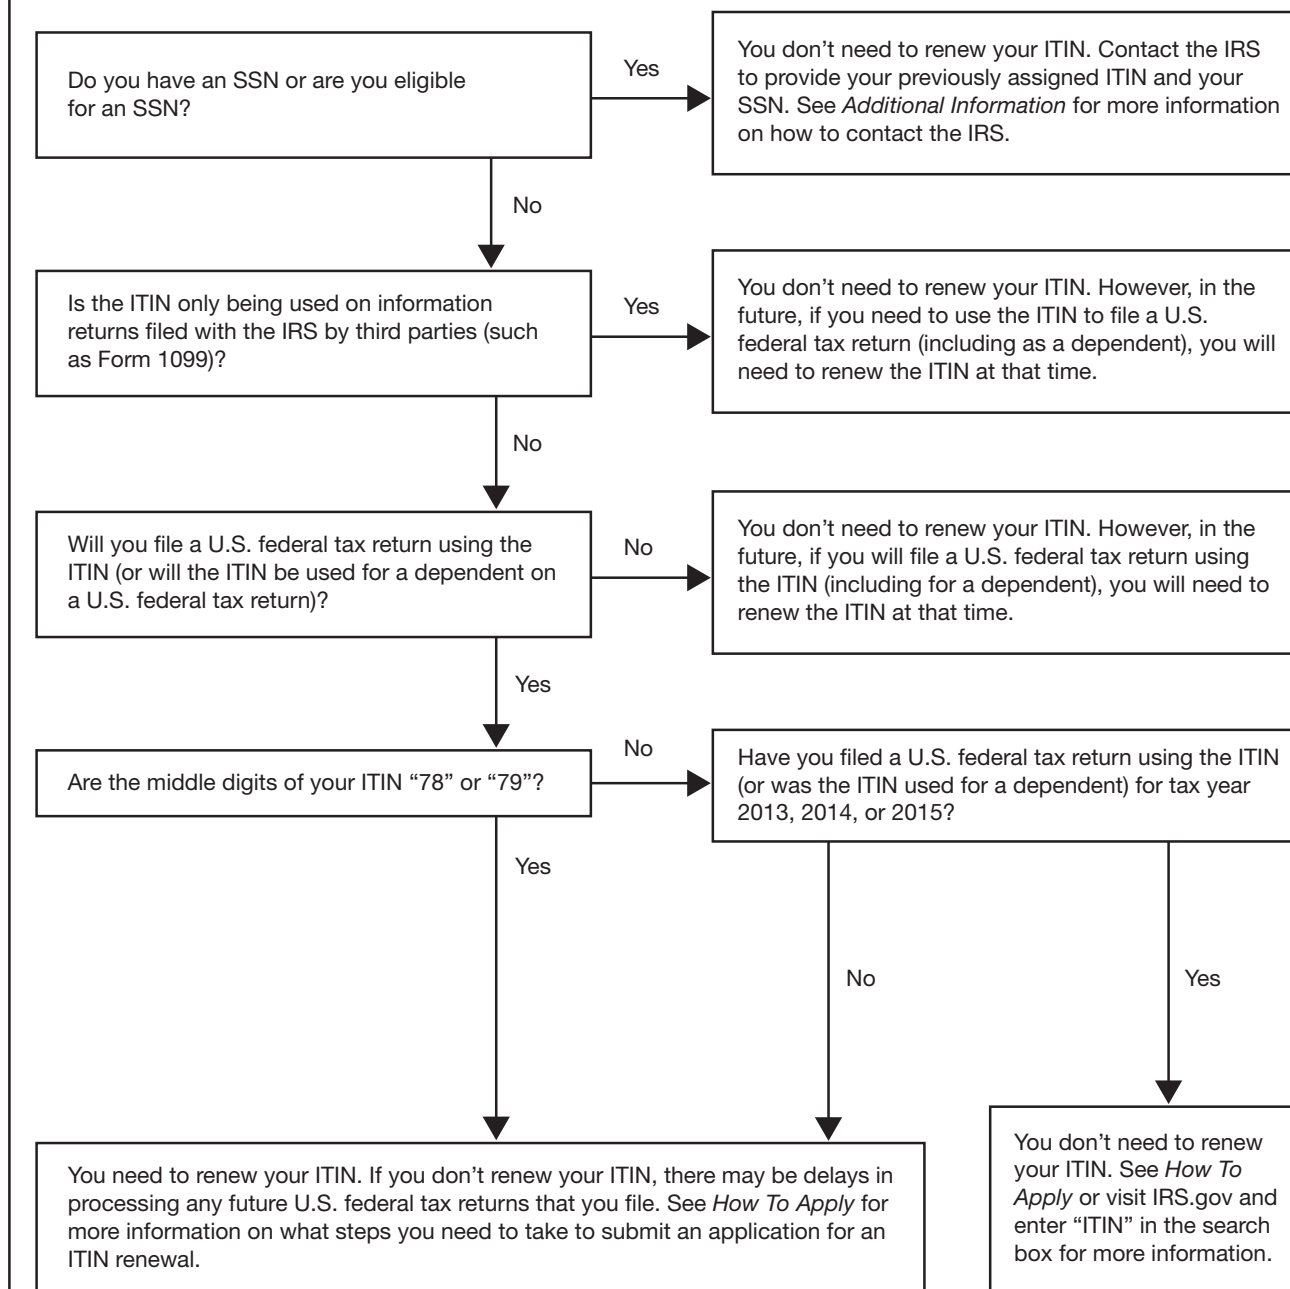 Do you have an SSN or are you eligible
for an SSN?
Yes
You don’t need to renew your ITIN. Contact the IRS
to provide your previously assigned ITIN and your
SSN. See Additional Information for more information
on how to contact the IRS.
No
Is the ITIN only being used on information
returns filed with the IRS by third parties (such
as Form 1099)?
Yes
You don’t need to renew your ITIN. However, in the
future, if you need to use the ITIN to file a U.S.
federal tax return (including as a dependent), you will
need to renew the ITIN at that time.
No
Will you file a U.S. federal tax return using the
ITIN (or will the ITIN be used for a dependent on
a U.S. federal tax return)?
No
You don’t need to renew your ITIN. However, in the
future, if you will file a U.S. federal tax return using
the ITIN (including for a dependent), you will need to
renew the ITIN at that time.
Yes
Are the middle digits of your ITIN “78” or “79”?
No
Have you filed a U.S. federal tax return using the ITIN
(or was the ITIN used for a dependent) for tax year
2013, 2014, or 2015?
Yes
No
Yes
You need to renew your ITIN. If you don’t renew your ITIN, there may be delays in
processing any future U.S. federal tax returns that you file. See How To Apply for
more information on what steps you need to take to submit an application for an
ITIN renewal.
You don’t need to renew
your ITIN. See How To
Apply or visit IRS.gov and
enter “ITIN” in the search
box for more information.